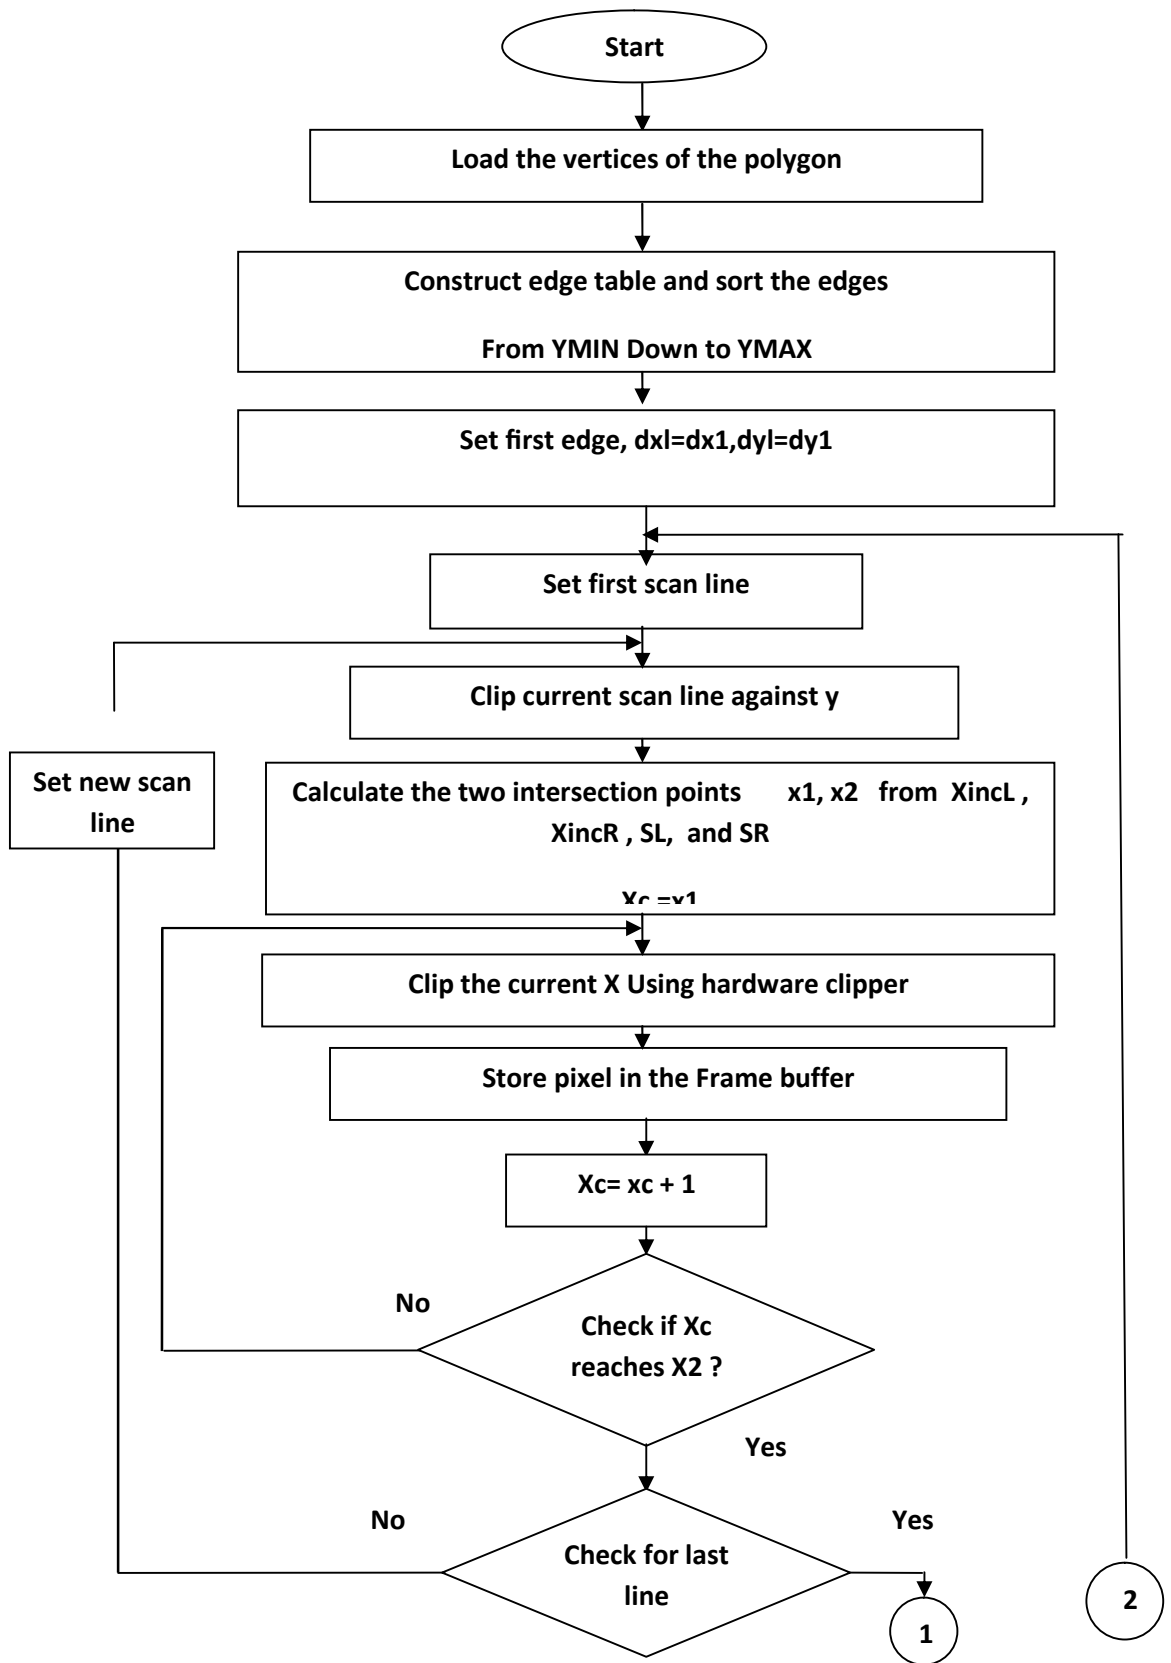 Start
Load the vertices of the polygon
Construct edge table and sort the edges
From YMIN Down to YMAX
Set first edge, dxl=dx1,dyl=dy1
Set first scan line
Clip current scan line against y
Set new scan
line
Calculate the two intersection points x1, x2 from XincL ,
XincR , SL, and SR
Xc =x1
Clip the current X Using hardware clipper
Store pixel in the Frame buffer
Xc= xc + 1
No
Check if Xc
reaches X2 ?
Yes
No
Yes
Check for last
line
1
2